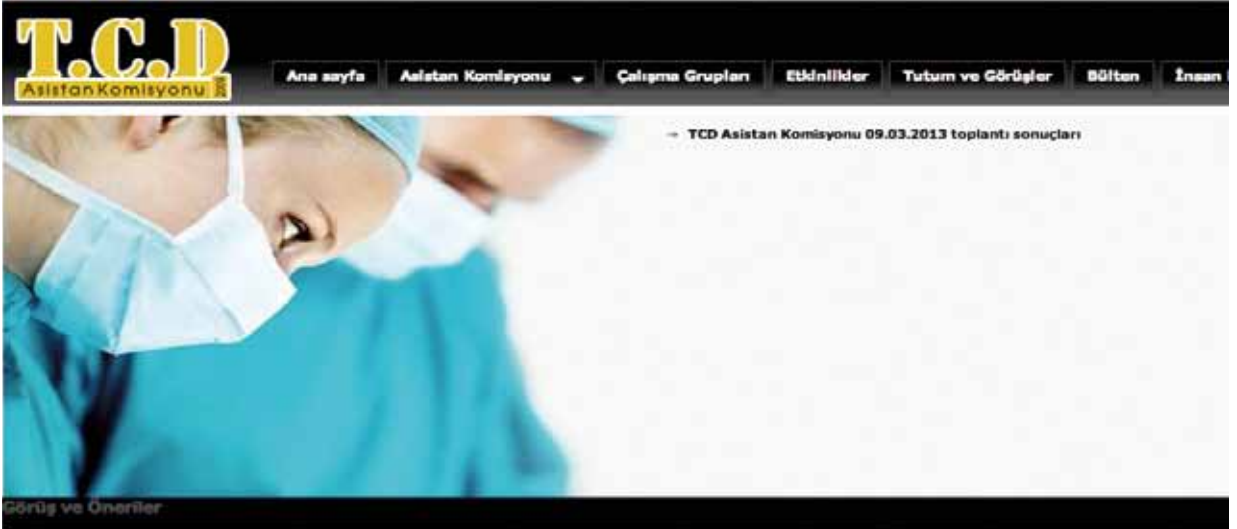 T.C.D
Asistan Komisyonu
Ana sayfa Asistan Komisyonu Çalışma Grupları Etkinlikler Tutum ve Görüşler Bülten İnsan
→ TCD Asistan Komisyonu 09.03.2013 toplantı sonuçları
Görüş ve Öneriler